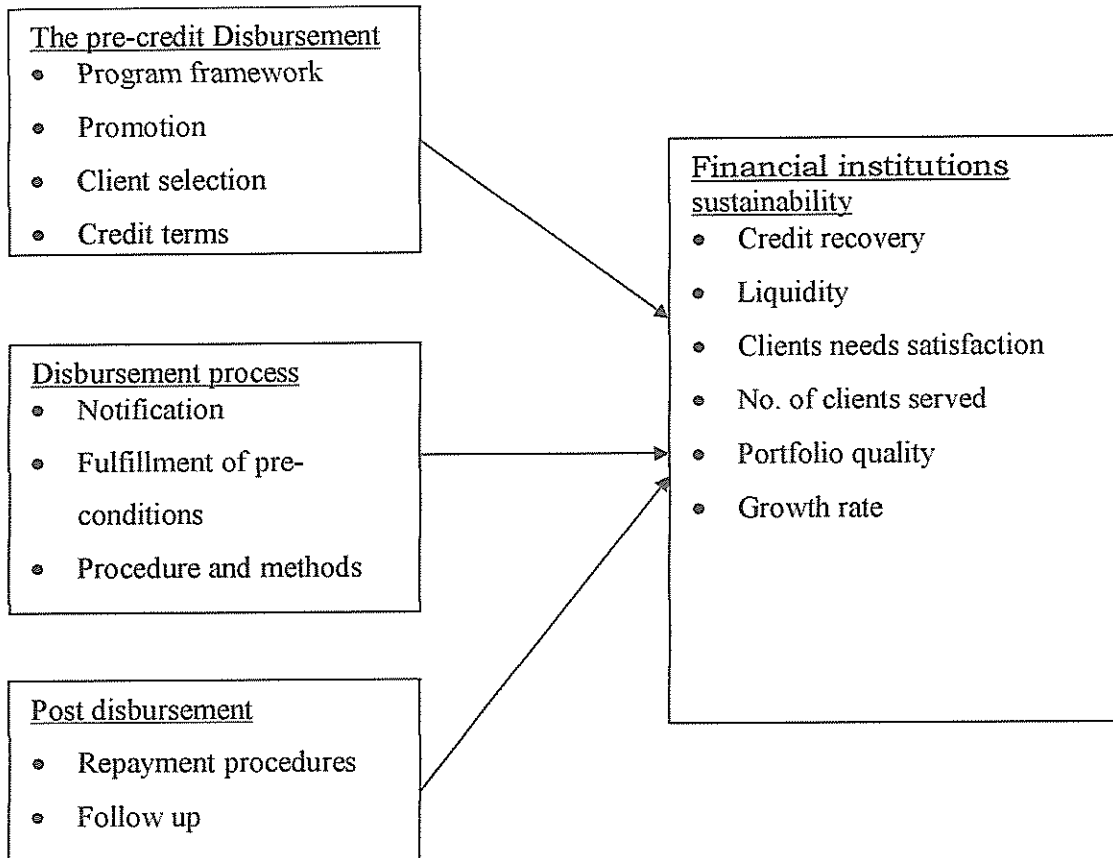 The pre-credit Disbursement
• Program framework
• Promotion
• Client selection
• Credit terms
Disbursement process
• Notification
• Fulfillment of pre-
conditions
• Procedure and methods
Post disbursement
• Repayment procedures
• Follow up
Financial institutions
sustainability
• Credit recovery
• Liquidity
• Clients needs satisfaction
• No. of clients served
• Portfolio quality
• Growth rate